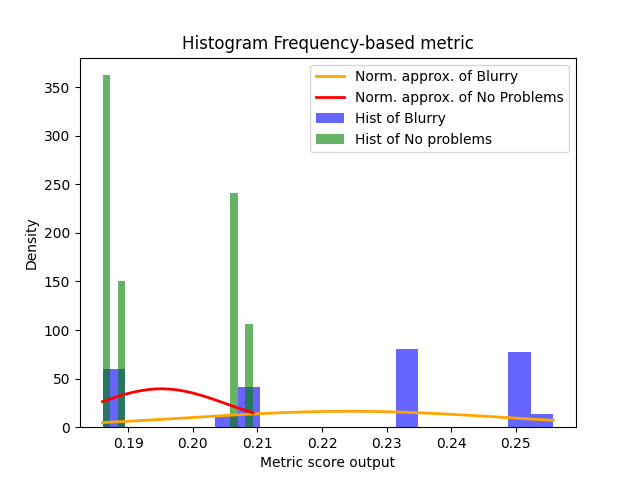 Histogram Frequency-based metric
Norm. approx. of Blurry
Norm. approx. of No Problems
Hist of Blurry
Hist of No problems
Density
350
300
250
200
150
100
50
0
0.19 0.20 0.21 0.22 0.23 0.24 0.25
Metric score output